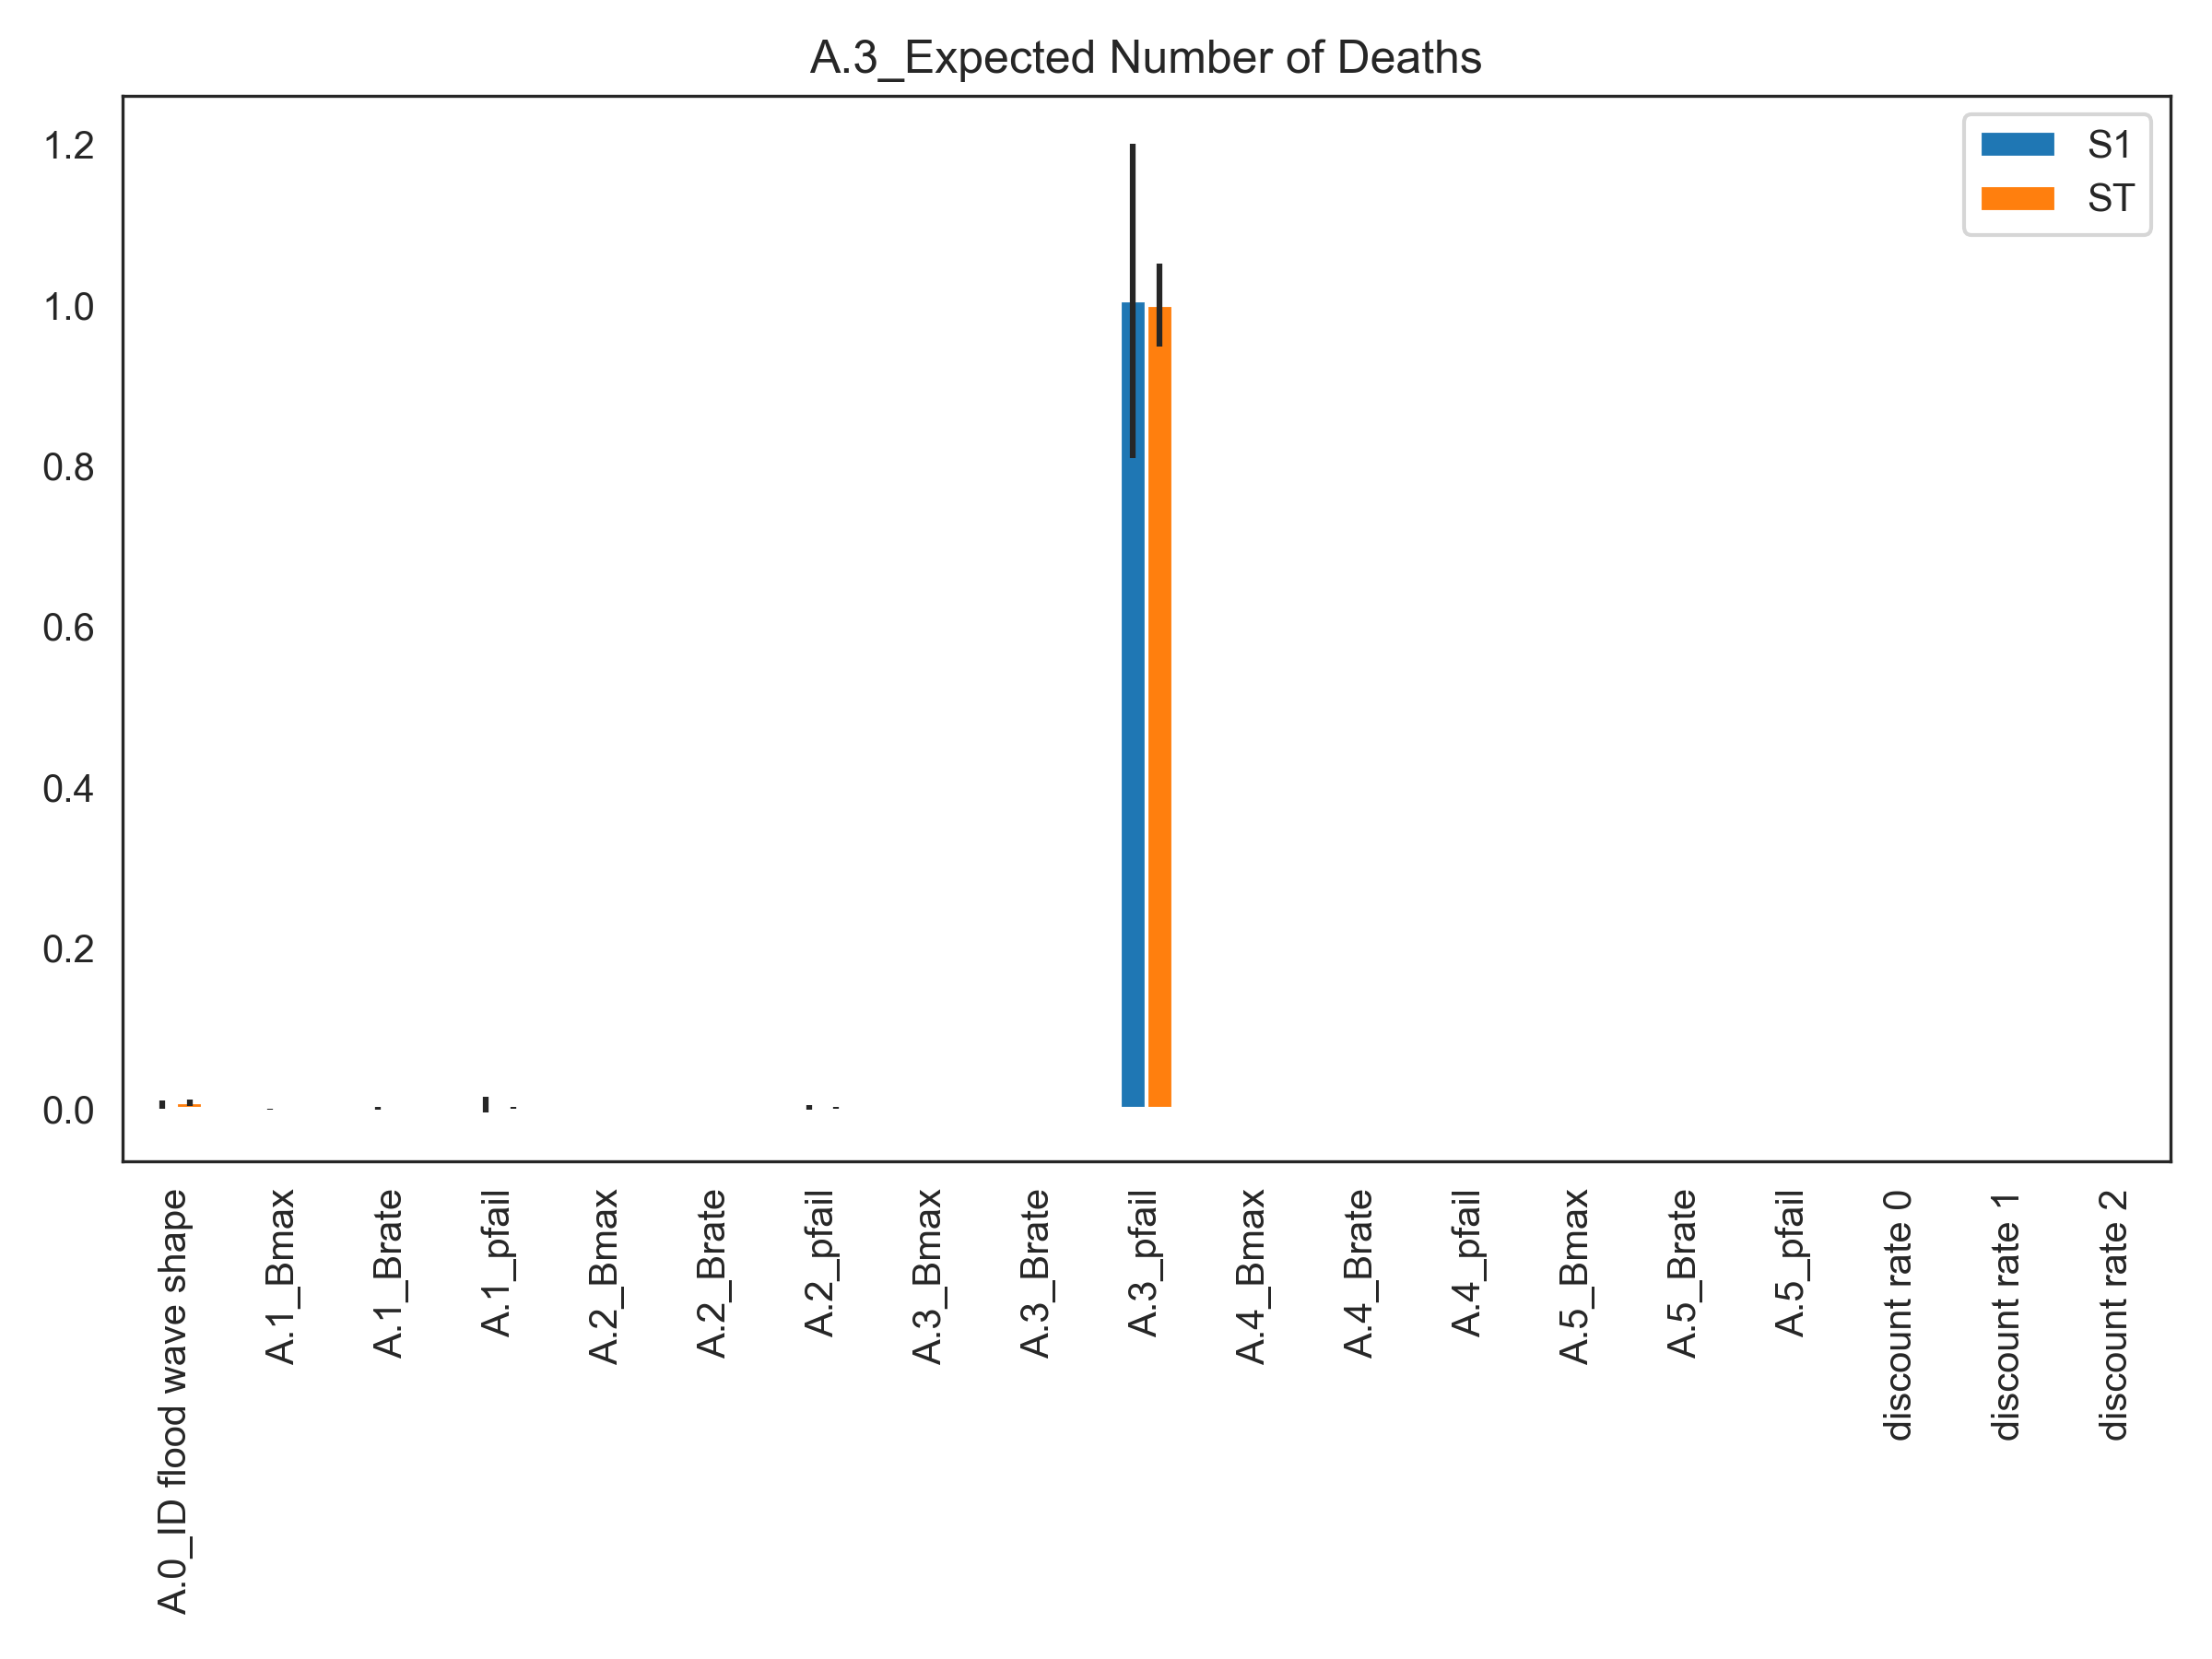 A.3_Expected Number of Deaths
S1
ST
1.2
1.0
0.8
0.6
0.4
0.2
0.0
A.0_ID flood wave shape
A.1_Bmax
A.1_Brate
A.1_pfail
A.2_Bmax
A.2_Brate
A.2_pfail
A.3_Bmax
A.3_Brate
A.3_pfail
A.4_Bmax
A.4_Brate
A.4_pfail
A.5_Bmax
A.5_Brate
A.5_pfail
discount rate 0
discount rate 1
discount rate 2